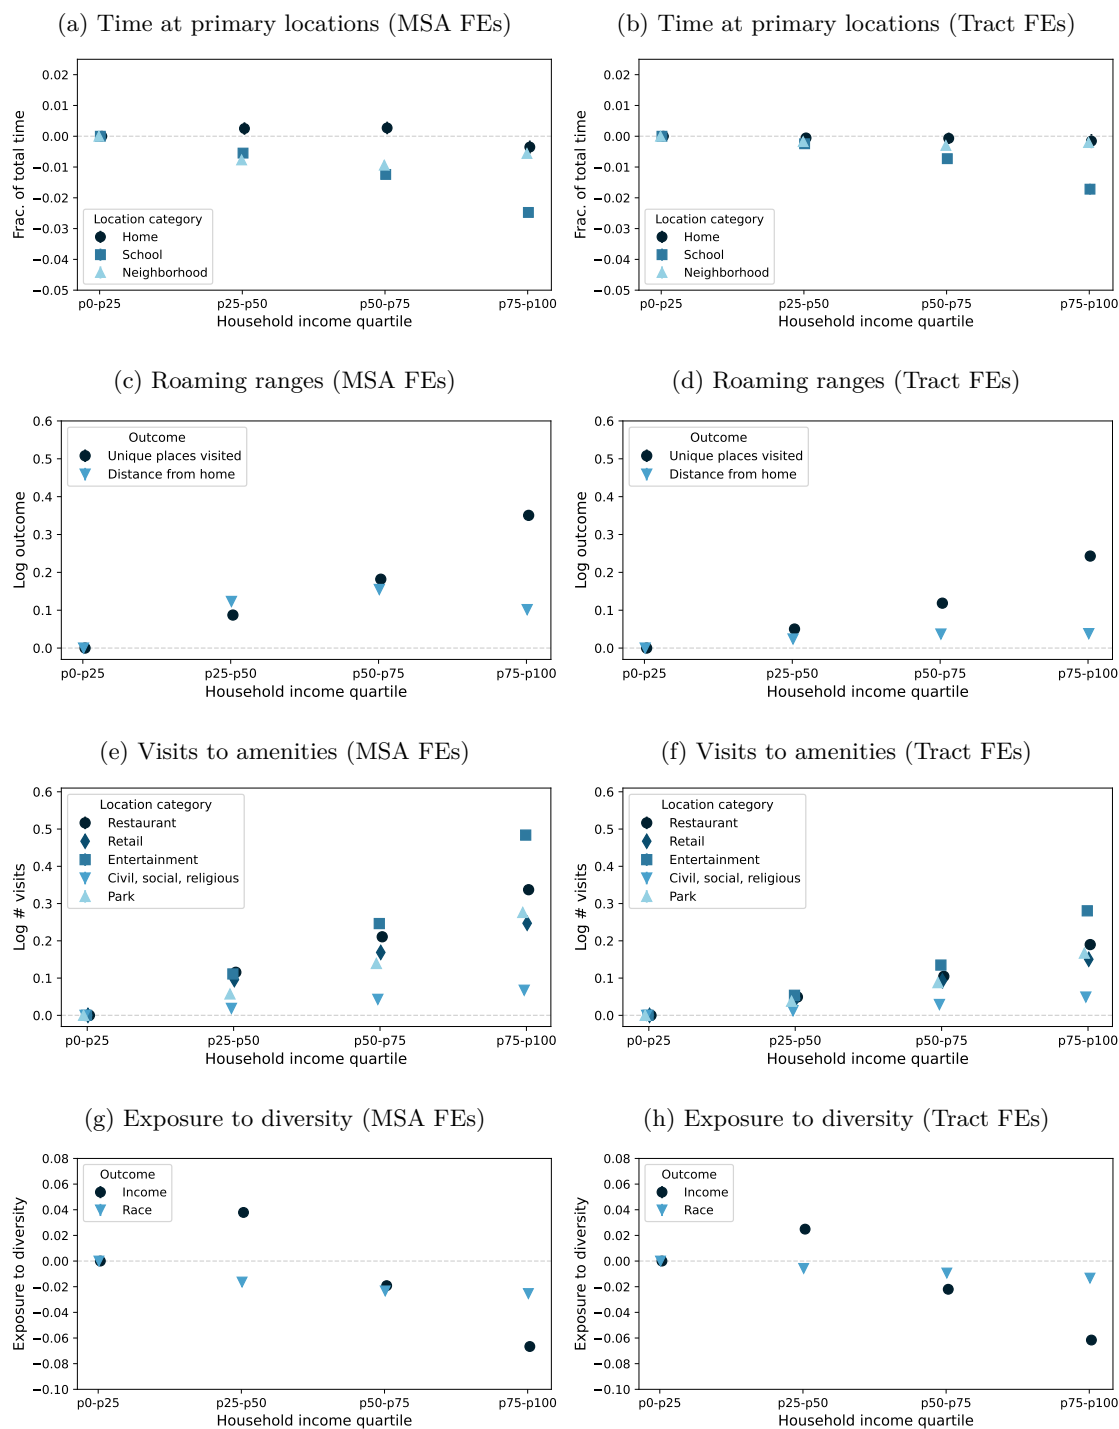 (a) Time at primary locations (MSA FEs)
0.02
0.01
0.00
−0.01
−0.02
−0.03
−0.04
−0.05
Frac. of total time
Location category
Home
School
Neighborhood
p0-p25
p25-p50
p50-p75
p75-p100
Household income quartile
(b) Time at primary locations (Tract FEs)
0.02
0.01
0.00
−0.01
−0.02
−0.03
−0.04
−0.05
Frac. of total time
Location category
Home
School
Neighborhood
p0-p25
p25-p50
p50-p75
p75-p100
Household income quartile
(c) Roaming ranges (MSA FEs)
0.6
0.5
0.4
0.3
0.2
0.1
0.0
Log outcome
Outcome
Unique places visited
Distance from home
p0-p25
p25-p50
p50-p75
p75-p100
Household income quartile
(d) Roaming ranges (Tract FEs)
0.6
0.5
0.4
0.3
0.2
0.1
0.0
Log outcome
Outcome
Unique places visited
Distance from home
p0-p25
p25-p50
p50-p75
p75-p100
Household income quartile
(e) Visits to amenities (MSA FEs)
0.6
0.5
0.4
0.3
0.2
0.1
0.0
Log # visits
Location category
Restaurant
Retail
Entertainment
Civil, social, religious
Park
p0-p25
p25-p50
p50-p75
p75-p100
Household income quartile
(f) Visits to amenities (Tract FEs)
0.6
0.5
0.4
0.3
0.2
0.1
0.0
Log # visits
Location category
Restaurant
Retail
Entertainment
Civil, social, religious
Park
p0-p25
p25-p50
p50-p75
p75-p100
Household income quartile
(g) Exposure to diversity (MSA FEs)
0.08
0.06
0.04
0.02
0.00
−0.02
−0.04
−0.06
−0.08
−0.10
Exposure to diversity
Outcome
Income
Race
p0-p25
p25-p50
p50-p75
p75-p100
Household income quartile
(h) Exposure to diversity (Tract FEs)
0.08
0.06
0.04
0.02
0.00
−0.02
−0.04
−0.06
−0.08
−0.10
Exposure to diversity
Outcome
Income
Race
p0-p25
p25-p50
p50-p75
p75-p100
Household income quartile